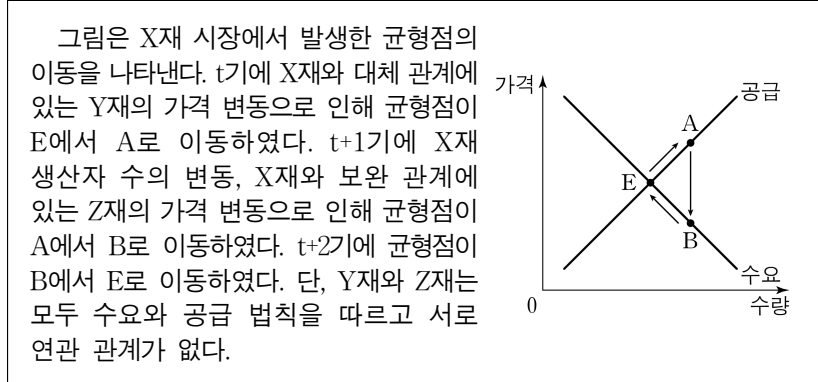 그림은 X재 시장에서 발생한 균형점의
이동을 나타낸다. t기에 X재와 대체 관계에
있는 Y재의 가격 변동으로 인해 균형점이
E에서 A로 이동하였다. t+1기에 X재
생산자 수의 변동, X재와 보완 관계에
있는 Z재의 가격 변동으로 인해 균형점이
A에서 B로 이동하였다. t+2기에 균형점이
B에서 E로 이동하였다. 단, Y재와 Z재는
모두 수요와 공급 법칙을 따르고 서로
연관 관계가 없다.
가격
공급
A
E
B
수요
0
수량